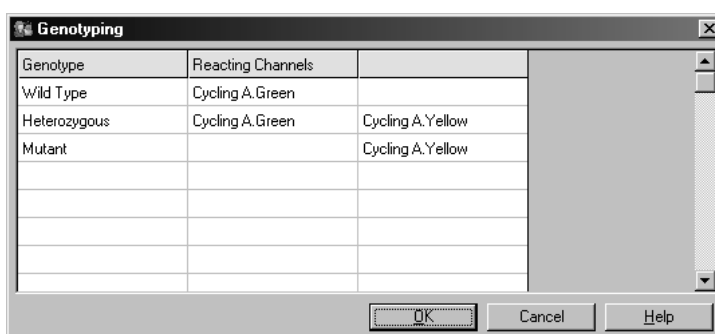 Genotyping
Genotype Reacting Channels
Wild Type Cycling A.Green
Heterozygous Cycling A.Green Cycling A.Yellow
Mutant Cycling A.Yellow
OK Cancel Help